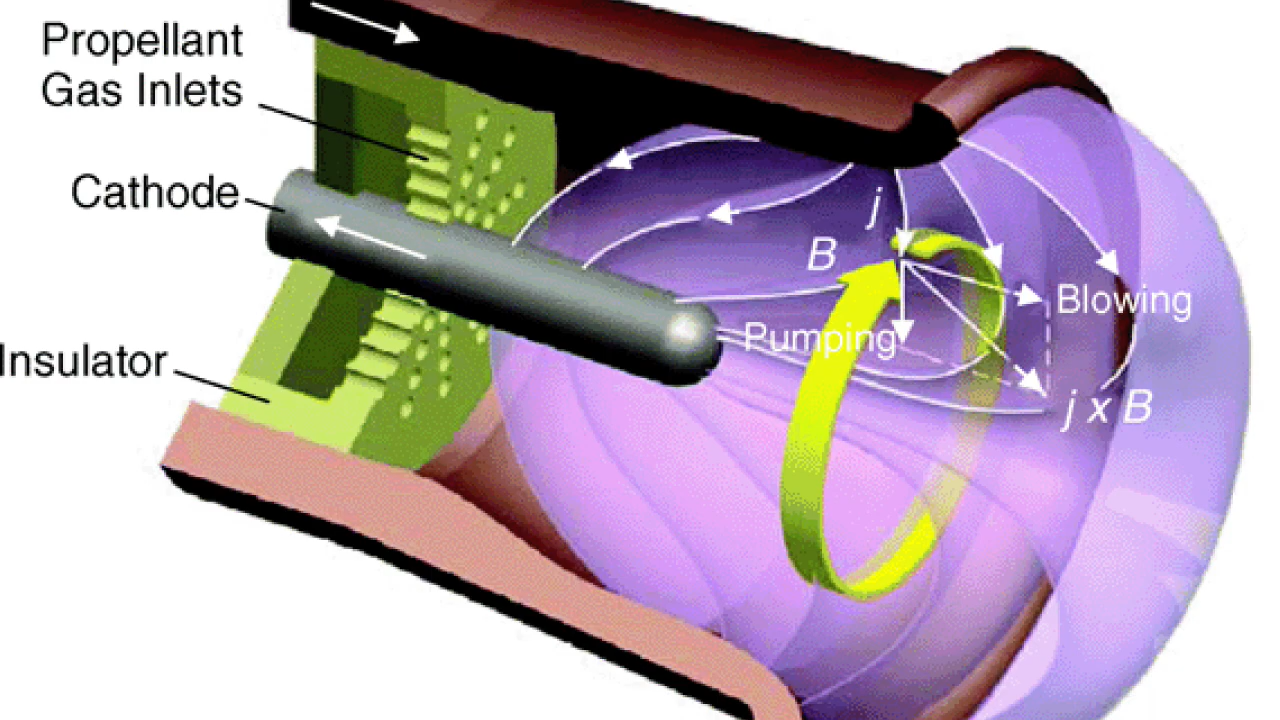 Propellant
Gas Inlets
Cathode
j
B
Blowing
Pumping
Insulator
j x B